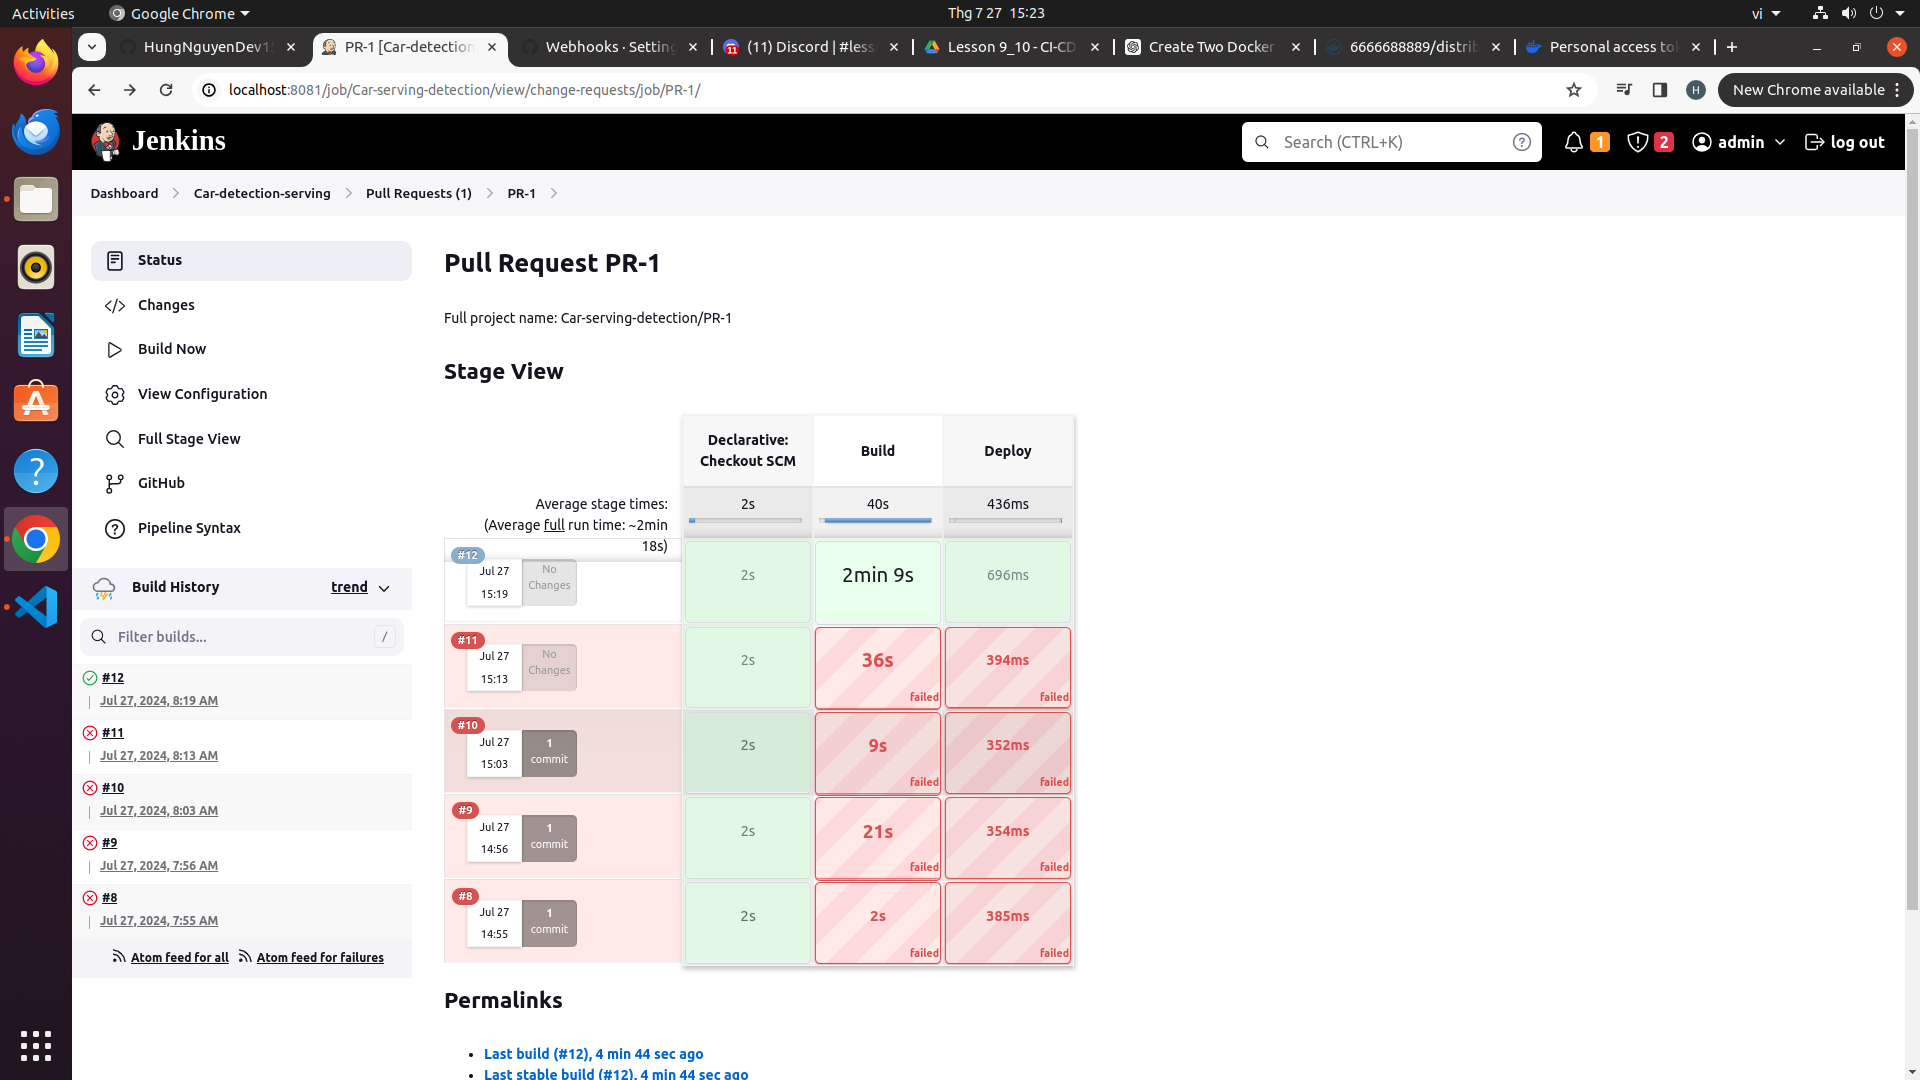 Activities
Google Chrome
Thg 7 27 15:23
vi
HungNguyenDev1
PR-1 [Car-detection
Webhooks · Setting
(11) Discord | #less
Lesson 9_10 - CI-CD
Create Two Docker
6666688889/distrib
Personal access to
localhost:8081/job/Car-serving-detection/view/change-requests/job/PR-1/
H
New Chrome available
Jenkins
Search (CTRL+K)
1
2
admin
log out
Dashboard
Car-detection-serving
Pull Requests (1)
PR-1
Status
Changes
Build Now
View Configuration
Full Stage View
GitHub
Pipeline Syntax
Build History
trend
Filter builds...
/
#12
Jul 27, 2024, 8:19 AM
#11
Jul 27, 2024, 8:13 AM
#10
Jul 27, 2024, 8:03 AM
#9
Jul 27, 2024, 7:56 AM
#8
Jul 27, 2024, 7:55 AM
Atom feed for all
Atom feed for failures
Pull Request PR-1
Full project name: Car-serving-detection/PR-1
Stage View
Declarative:
Checkout SCM
Build
Deploy
Average stage times:
(Average full run time: ~2min
18s)
2s
40s
436ms
#12
Jul 27
15:19
No
Changes
2s
2min 9s
696ms
#11
Jul 27
15:13
No
Changes
2s
36s
failed
394ms
failed
#10
Jul 27
15:03
1
commit
2s
9s
failed
352ms
failed
#9
Jul 27
14:56
1
commit
2s
21s
failed
354ms
failed
#8
Jul 27
14:55
1
commit
2s
2s
failed
385ms
failed
Permalinks
Last build (#12), 4 min 44 sec ago
Last stable build (#12), 4 min 44 sec ago